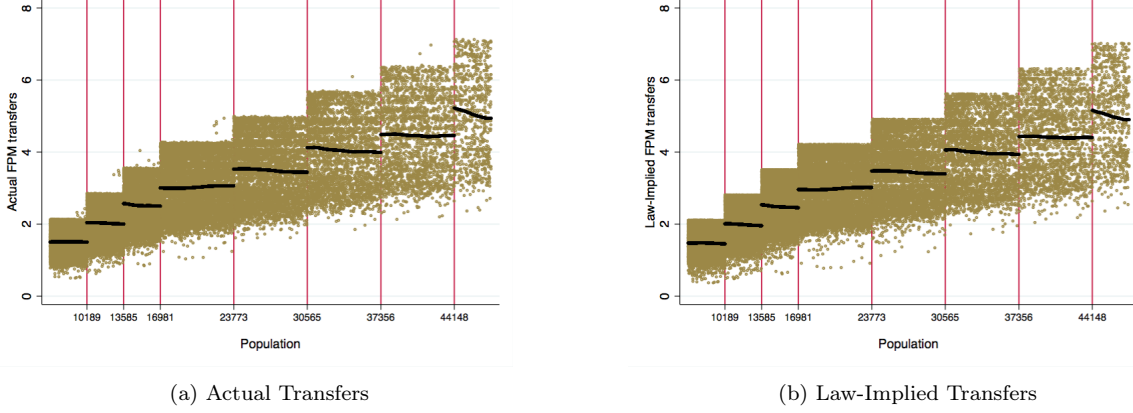 Actual FPM transfers
8
6
4
2
0
10189 13585 16981 23773 30565 37356 44148
Population
(a) Actual Transfers
Law-Implied FPM transfers
8
6
4
2
0
10189 13585 16981 23773 30565 37356 44148
Population
(b) Law-Implied Transfers